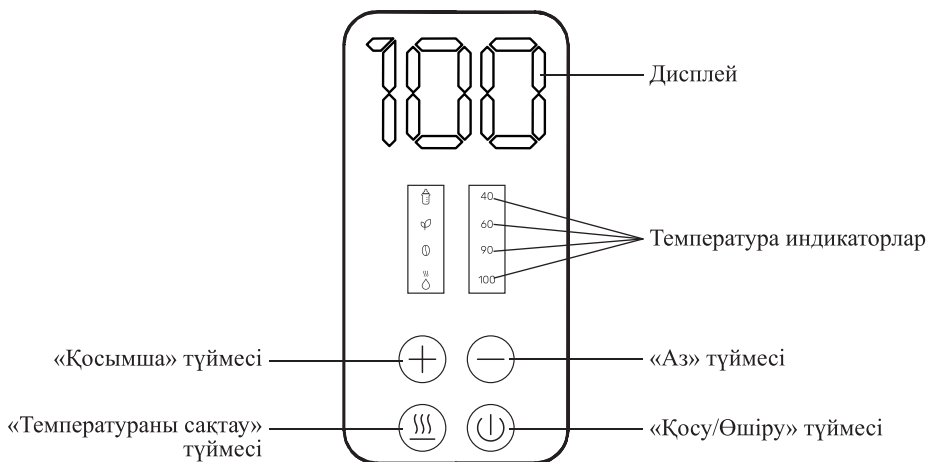 100
Дисплей
40
60
90
100
Температура индикаторлар
«Қосымша» түймесі
«Аз» түймесі
«Температураны сақтау»
түймесі
«Қосу/Өшіру» түймесі